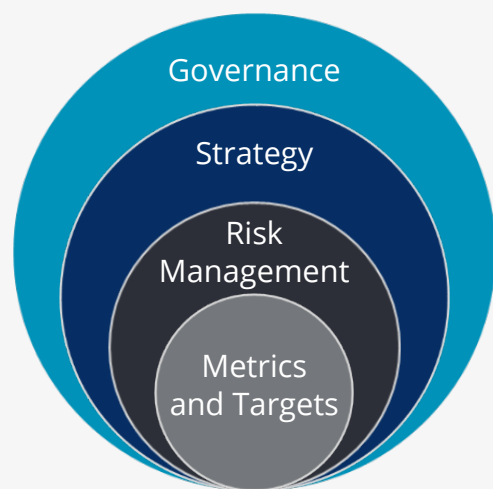 Governance
Strategy
Risk
Management
Metrics
and Targets